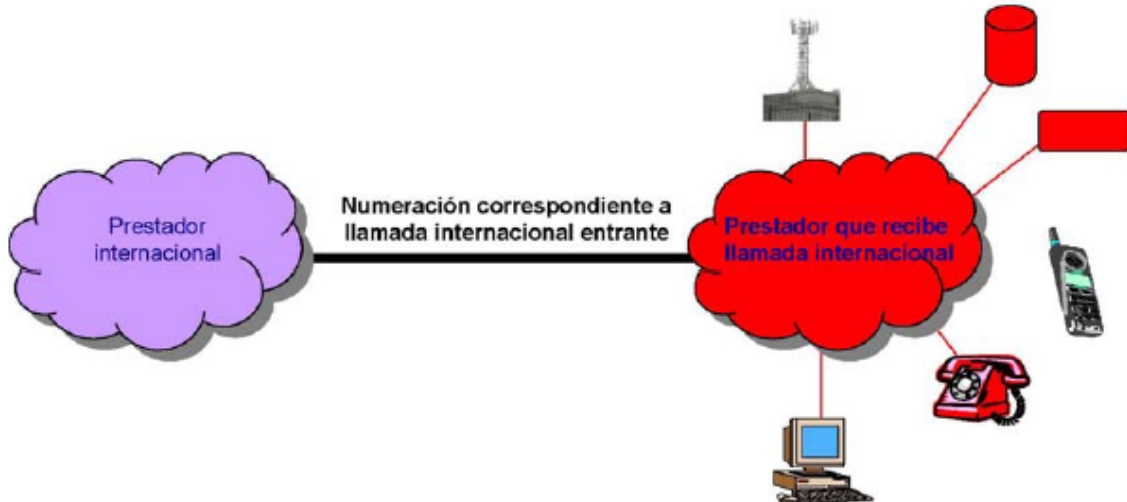 Prestador
internacional
Numeración correspondiente a
llamada internacional entrante
Prestador que recibe
llamada internacional